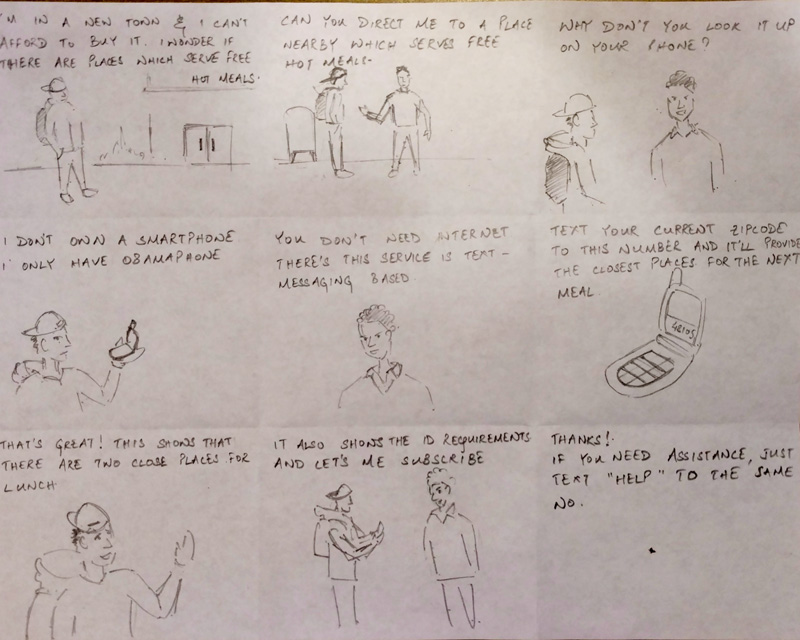 I'M IN A NEW TOWN & I CAN'T
AFFORD TO BUY IT. I WONDER IF
THERE ARE PLACES WHICH SERVE FREE
HOT MEALS.
CAN YOU DIRECT ME TO A PLACE
NEARBY WHICH SERVES FREE
HOT MEALS.
WHY DON'T YOU LOOK IT UP
ON YOUR PHONE?
I DON'T OWN A SMARTPHONE
I ONLY HAVE OBAMAPHONE
YOU DON'T NEED INTERNET
THERE'S THIS SERVICE IS TEXT-
MESSAGING BASED.
TEXT YOUR CURRENT ZIPCODE
TO THIS NUMBER AND IT'LL PROVIDE
THE CLOSEST PLACES FOR THE NEXT
MEAL.
48105
THAT'S GREAT! THIS SHOWS THAT
THERE ARE TWO CLOSE PLACES FOR
LUNCH
IT ALSO SHOWS THE ID REQUIREMENTS
AND LET'S ME SUBSCRIBE
THANKS!
IF YOU NEED ASSISTANCE, JUST
TEXT "HELP" TO THE SAME
NO.